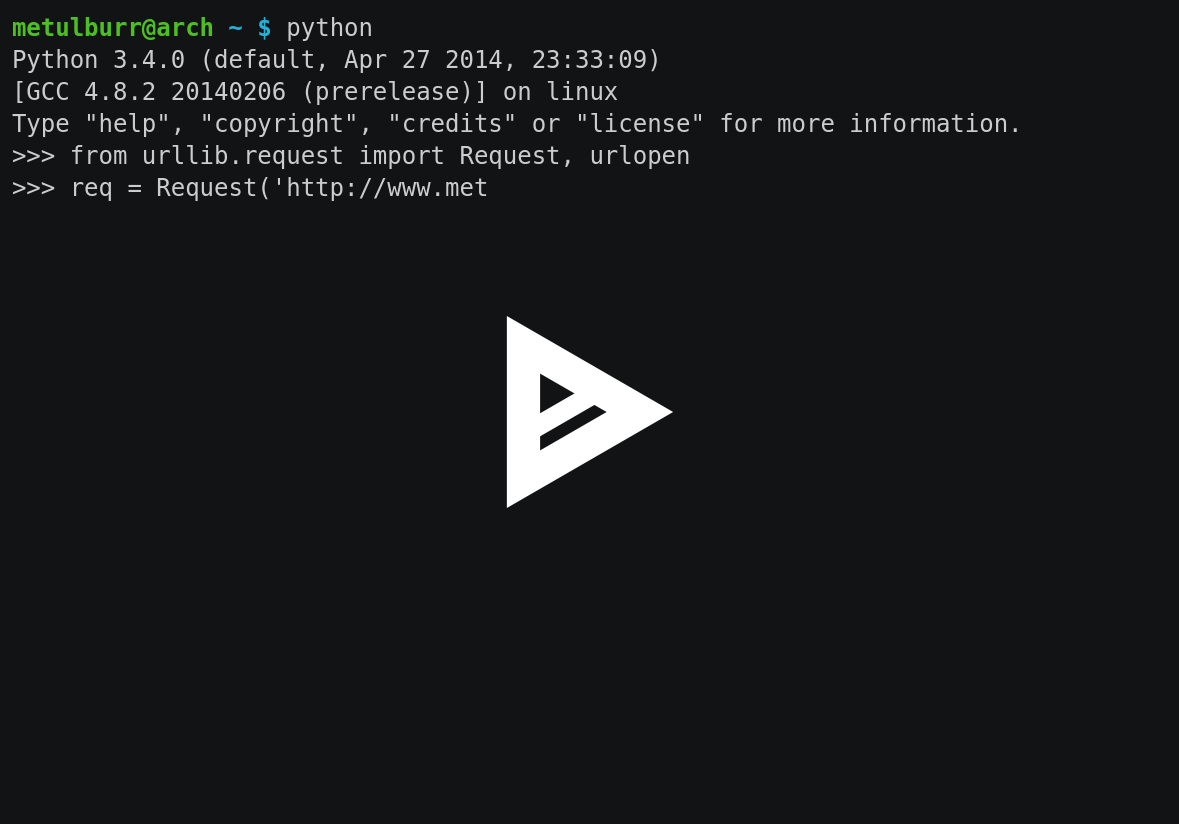 metulburr@arch ~ $ python
Python 3.4.0 (default, Apr 27 2014, 23:33:09)
[GCC 4.8.2 20140206 (prerelease)] on linux
Type "help", "copyright", "credits" or "license" for more information.
>>> from urllib.request import Request, urlopen
>>> req = Request('http://www.met